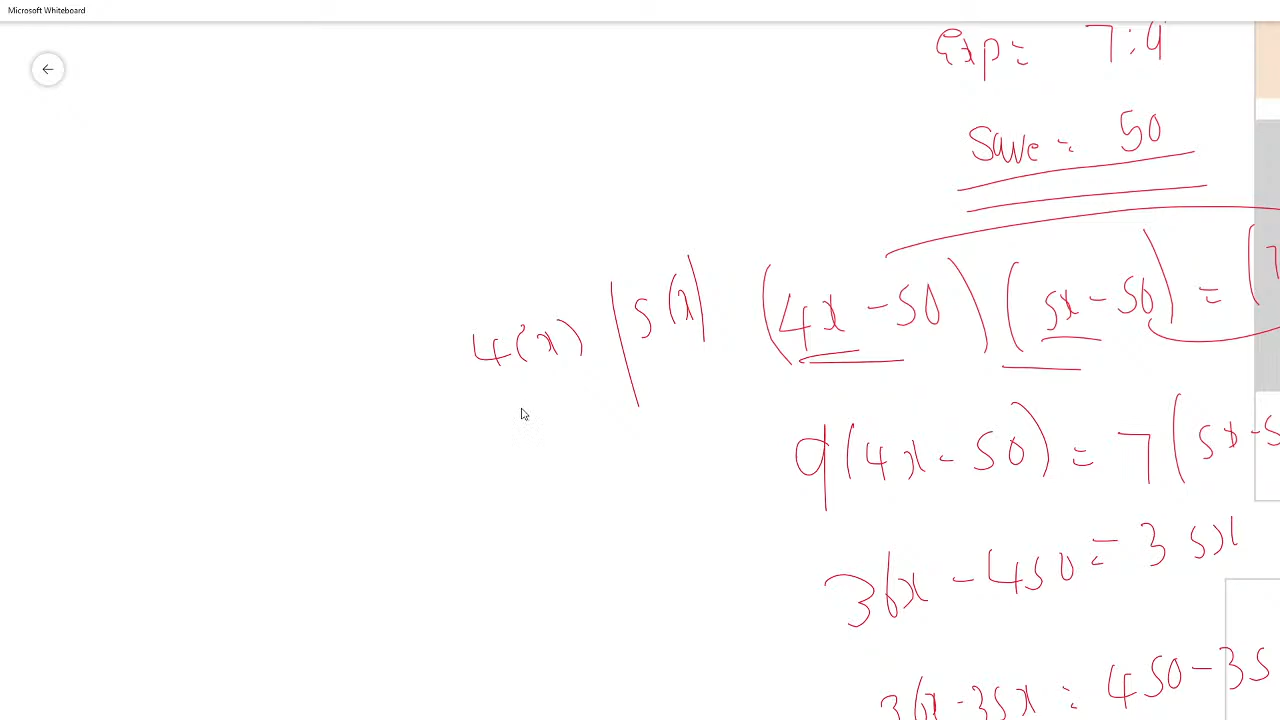 Microsoft Whiteboard
Exp = 7:9
Save = 50
4(x) | 5(x) (4x - 50) (5x - 50) = (7
9(4x - 50) = 7(5x - 5
36x - 450 = 35x
36x - 35x = 450 - 35